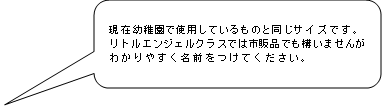 現在幼稚園で使用しているものと同じサイズです。
リトルエンジェルクラスでは市販品でも構いませんが
わかりやすく名前をつけてください。